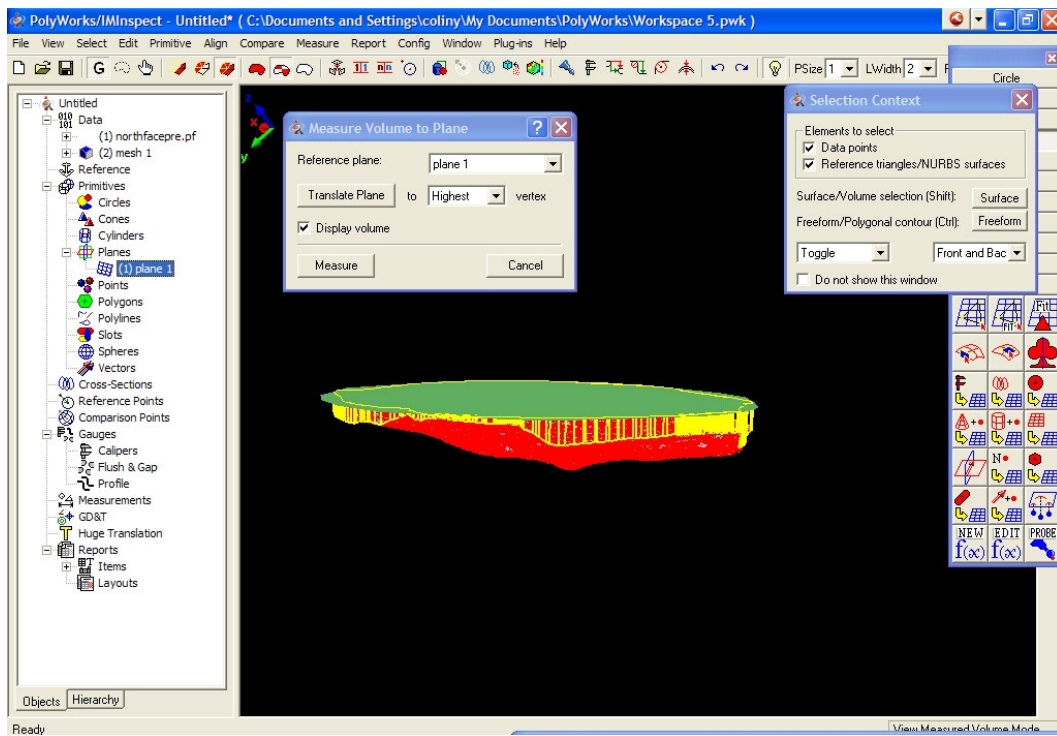 PolyWorks/IMInspect - Untitled* ( C:\Documents and Settings\coliny\My Documents\PolyWorks\Workspace 5.pwk )
File View Select Edit Primitive Align Compare Measure Report Config Window Plug-ins Help
G PSize 1 LWidth 2
Circle
Untitled
010 101 Data
(1) northfacepre.pf
(2) mesh 1
Reference
Primitives
Circles
Cones
Cylinders
Planes
(1) plane 1
Points
Polygons
Polylines
Slots
Spheres
Vectors
Cross-Sections
Reference Points
Comparison Points
Gauges
Calipers
Flush & Gap
Profile
Measurements
GD&T
Huge Translation
Reports
Items
Layouts
Objects Hierarchy
Ready
z
x
y
Measure Volume to Plane
Reference plane: plane 1
Translate Plane to Highest vertex
Display volume
Measure Cancel
Selection Context
Elements to select
Data points
Reference triangles/NURBS surfaces
Surface/Volume selection (Shift): Surface
Freeform/Polygonal contour (Ctrl): Freeform
Toggle Front and Bac
Do not show this window
FIT Fit
N
NEW EDIT PROBE
f(x) f(x)
View Measured Volume Mode